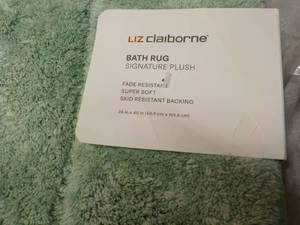 LIZ claiborne®
BATH RUG
SIGNATURE PLUSH
FADE RESISTANT
SUPER SOFT
SKID RESISTANT BACKING